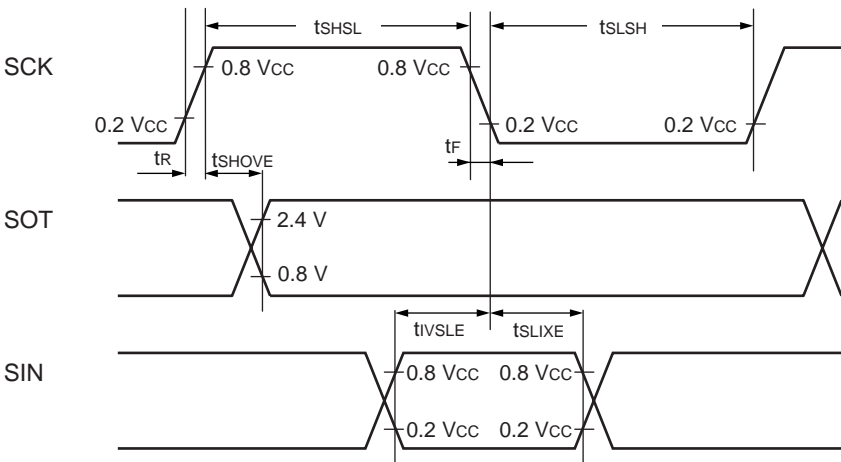 tSHSL
tSLSH
SCK
0.8 VCC
0.8 VCC
0.2 VCC
0.2 VCC
0.2 VCC
tR
tSHOVE
tF
SOT
2.4 V
0.8 V
tIVSLE
tSLIXE
SIN
0.8 VCC
0.8 VCC
0.2 VCC
0.2 VCC